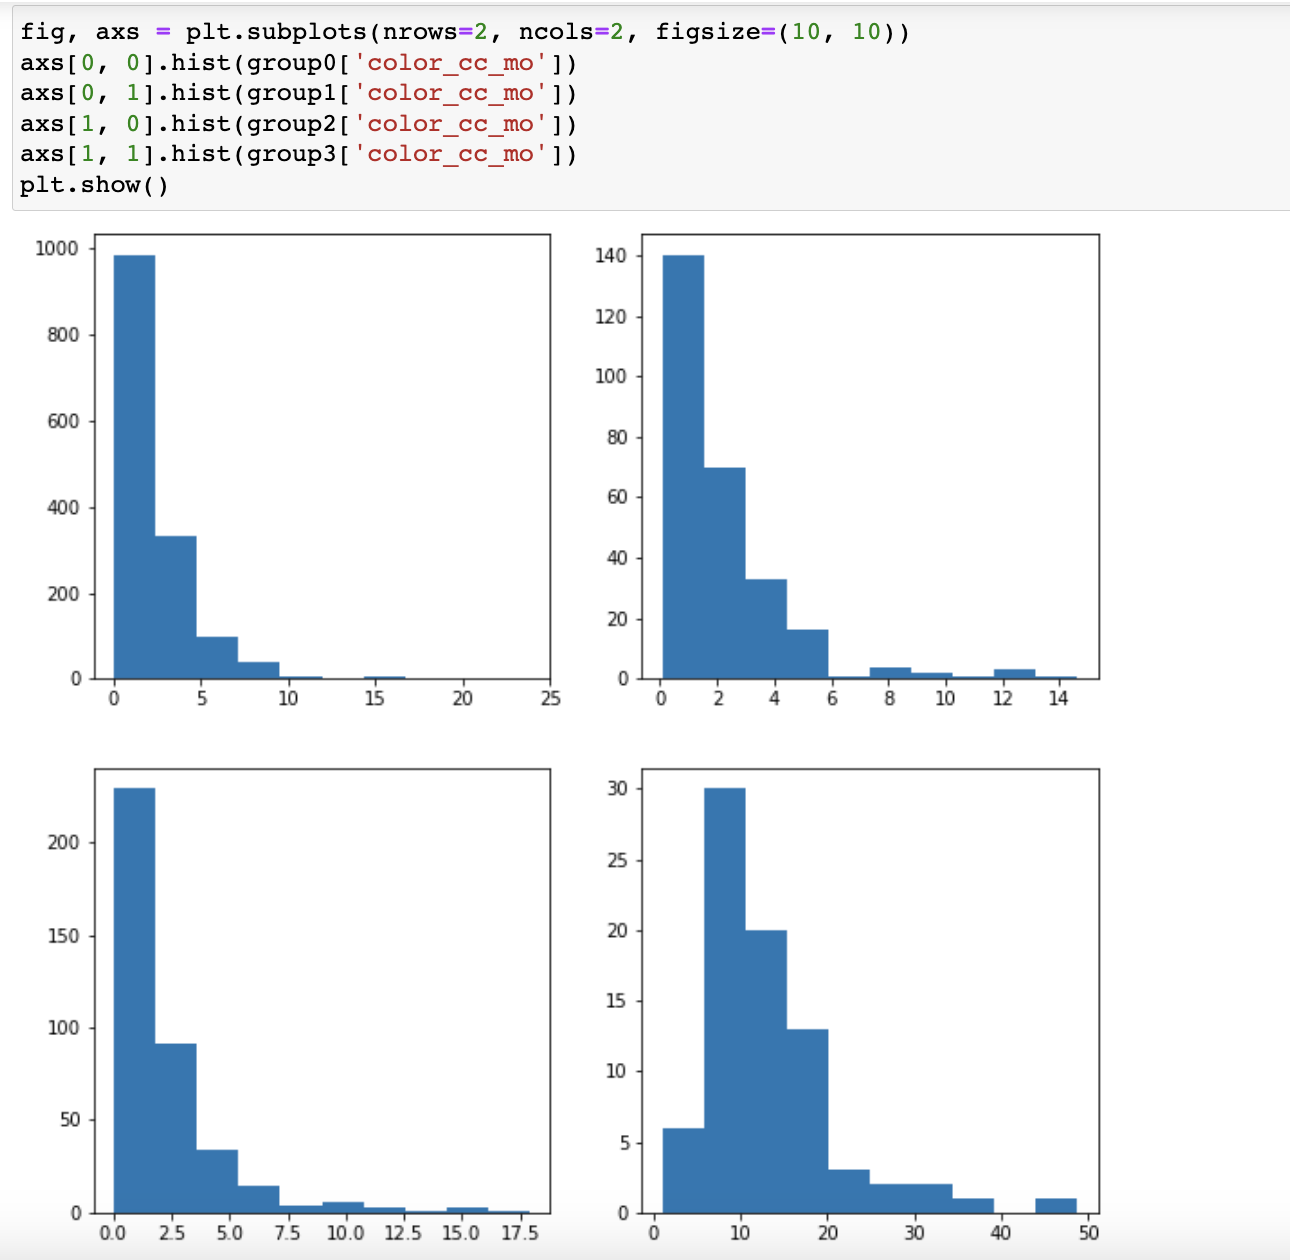 fig, axs = plt.subplots(nrows=2, ncols=2, figsize=(10, 10))
axs[0, 0].hist(group0['color_cc_mo'])
axs[0, 1].hist(group1['color_cc_mo'])
axs[1, 0].hist(group2['color_cc_mo'])
axs[1, 1].hist(group3['color_cc_mo'])
plt.show()
1000
800
600
400
200
0
0 5 10 15 20 25
140
120
100
80
60
40
20
0
0 2 4 6 8 10 12 14
200
150
100
50
0
0.0 2.5 5.0 7.5 10.0 12.5 15.0 17.5
30
25
20
15
10
5
0
0 10 20 30 40 50